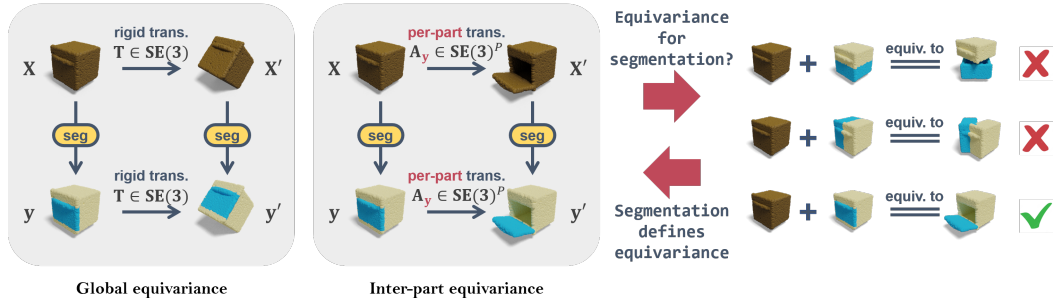 rigid trans.
T ∈ SE(3)
X
X′
seg
seg
rigid trans.
T ∈ SE(3)
y
y′
Global equivariance
per-part trans.
A_y ∈ SE(3)^P
X
X′
seg
seg
per-part trans.
A_y ∈ SE(3)^P
y
y′
Inter-part equivariance
Equivariance
for
segmentation?
Segmentation
defines
equivariance
+
equiv. to
+
equiv. to
+
equiv. to